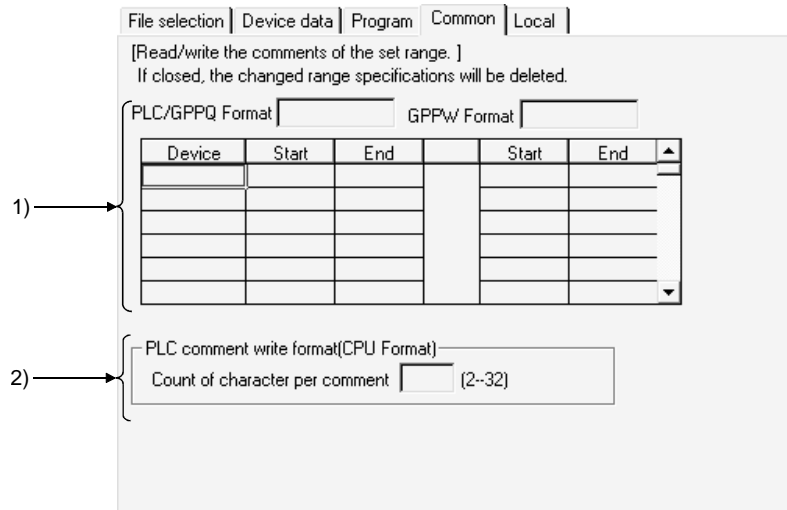 File selection Device data Program Common Local
[Read/write the comments of the set range. ]
If closed, the changed range specifications will be deleted.
PLC/GPPQ Format GPPW Format
Device Start End Start End
1)
PLC comment write format(CPU Format)
2) Count of character per comment (2--32)